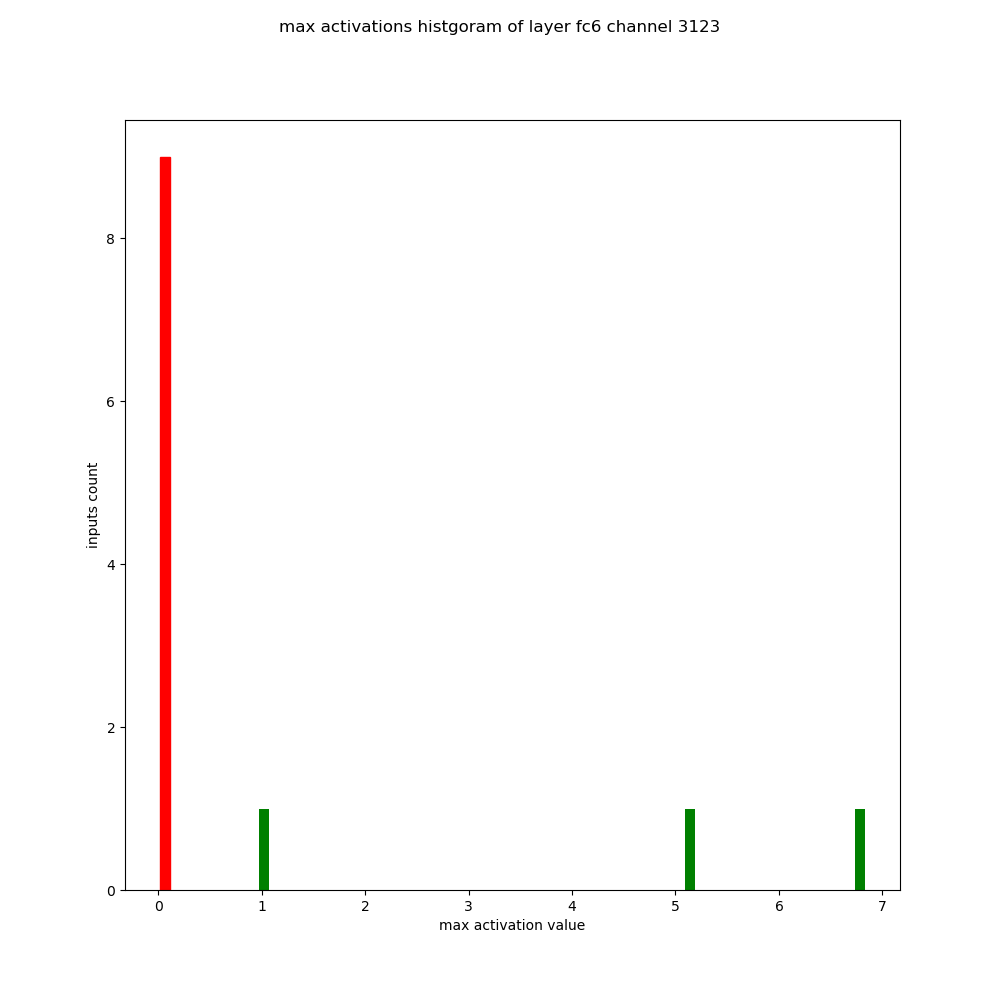 max activations histgoram of layer fc6 channel 3123
8
6
4
2
0
inputs count
0 1 2 3 4 5 6 7
max activation value